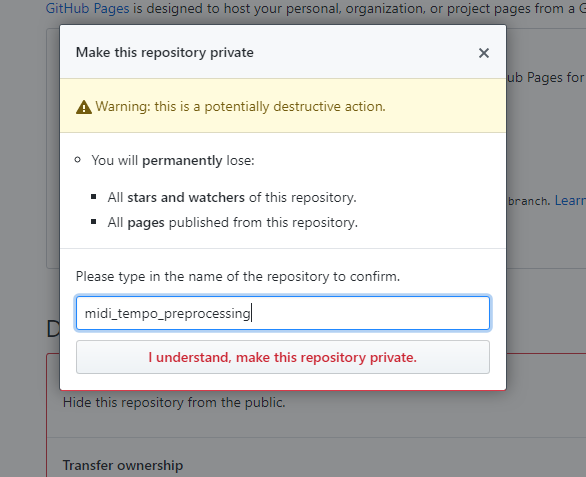 GitHub Pages is designed to host your personal, organization, or project pages from a G
Make this repository private ×
ub Pages for
Warning: this is a potentially destructive action.
You will permanently lose:
All stars and watchers of this repository.
branch. Learn
All pages published from this repository.
Please type in the name of the repository to confirm.
midi_tempo_preprocessing
D
I understand, make this repository private.
Hide this repository from the public.
Transfer ownership